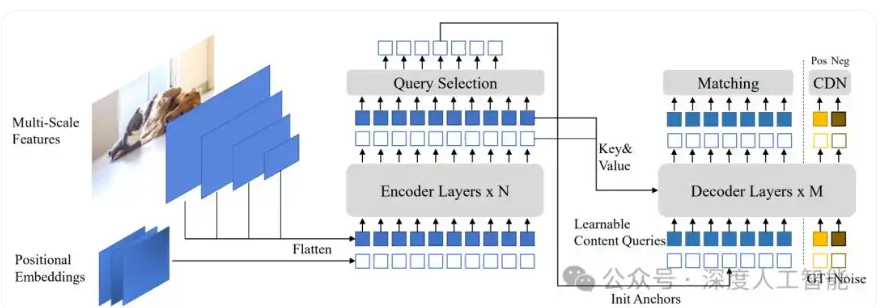 Multi-Scale
Features
Positional
Embeddings
Flatten
Query Selection
Encoder Layers x N
Key&
Value
Learnable
Content Queries
Init Anchors
Matching
Pos Neg
CDN
Decoder Layers x M
GT+Noise
公众号 · 深度人工智能